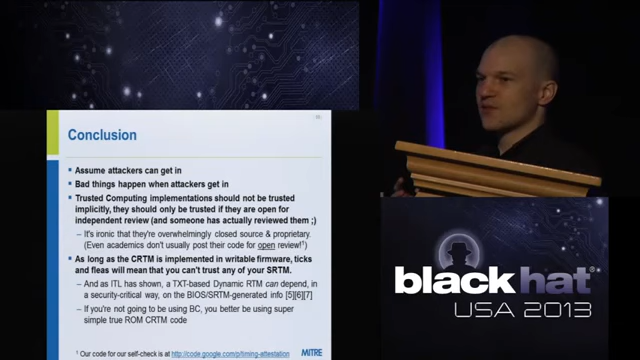 Conclusion
Assume attackers can get in
Bad things happen when attackers get in
Trusted Computing implementations should not be trusted
implicitly, they should only be trusted if they are open for
independent review (and someone has actually reviewed them ;)
It's ironic that they're overwhelmingly closed source & proprietary.
(Even academics don't usually post their code for open review!¹)
As long as the CRTM is implemented in writable firmware, ticks
and fleas will mean that you can't trust any of your SRTM.
And as ITL has shown, a TXT-based Dynamic RTM can depend, in
a security-critical way, on the BIOS/SRTM-generated info [5][6][7]
If you're not going to be using BC, you better be using super
simple true ROM CRTM code
¹ Our code for our self-check is at http://code.google.com/p/timing-attestation
MITRE
black hat®
USA 2013